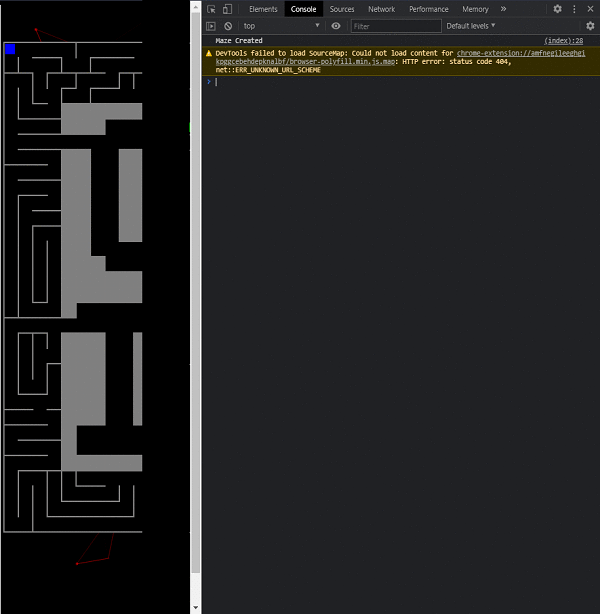 Elements Console Sources Network Performance Memory »
top Filter Default levels ▾
Maze Created (index):28
DevTools failed to load SourceMap: Could not load content for chrome-extension://amfnegileeghgi
kpggcebehdepknalbf/browser-polyfill.min.js.map: HTTP error: status code 404,
net::ERR_UNKNOWN_URL_SCHEME